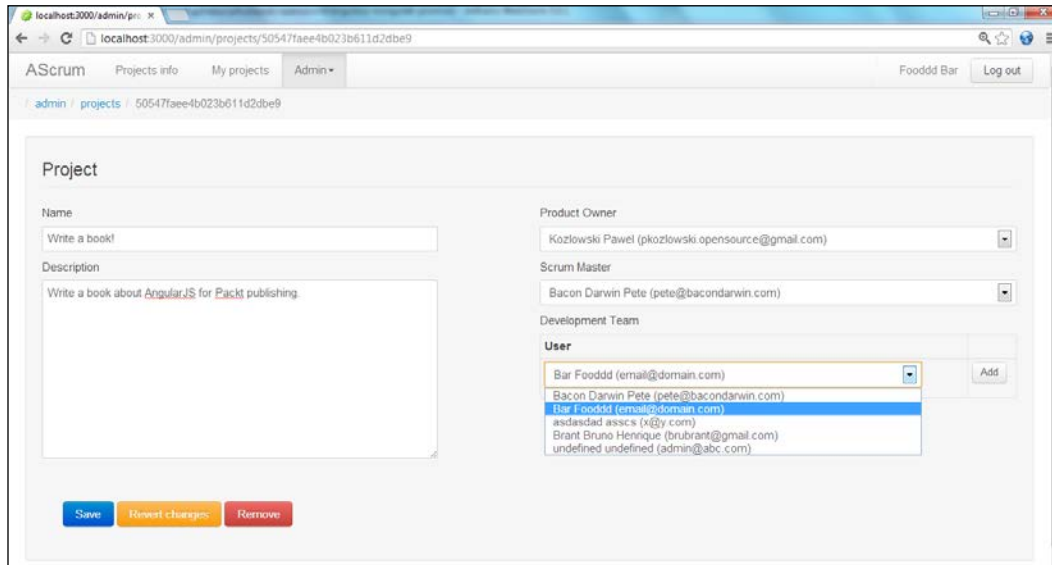 localhost:3000/admin/pro
localhost:3000/admin/projects/50547faee4b023b611d2dbe9
AScrum Projects info My projects Admin Fooddd Bar Log out
/ admin / projects / 50547faee4b023b611d2dbe9
Project
Name
Write a book!
Description
Write a book about AngularJS for Packt publishing.
Product Owner
Kozlowski Pawel (pkozlowski.opensource@gmail.com)
Scrum Master
Bacon Darwin Pete (pete@bacondarwin.com)
Development Team
User
Bar Fooddd (email@domain.com) Add
Bacon Darwin Pete (pete@bacondarwin.com)
Bar Fooddd (email@domain.com)
asdasdad asscs (x@y.com)
Brant Bruno Henrique (brubrant@gmail.com)
undefined undefined (admin@abc.com)
Save Revert changes Remove